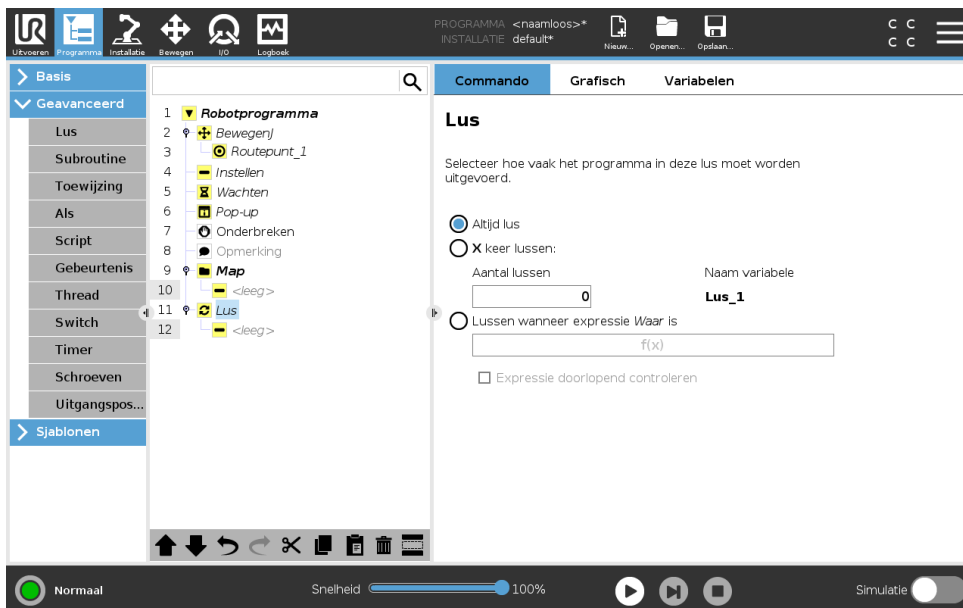 UR
Uitvoeren
Programma
Installatie
Bewegen
I/O
Logboek
PROGRAMMA <naamloos>*
INSTALLATIE default*
Nieuw...
Openen...
Opslaan...
C C
C C
Basis
Geavanceerd
Lus
Subroutine
Toewijzing
Als
Script
Gebeurtenis
Thread
Switch
Timer
Schroeven
Uitgangspos...
Sjablonen
1 Robotprogramma
2 BewegenJ
3 Routepunt_1
4 Instellen
5 Wachten
6 Pop-up
7 Onderbreken
8 Opmerking
9 Map
10 <leeg>
11 Lus
12 <leeg>
Commando
Grafisch
Variabelen
Lus
Selecteer hoe vaak het programma in deze lus moet worden
uitgevoerd.
Altijd lus
X keer lussen:
Aantal lussen
Naam variabele
0
Lus_1
Lussen wanneer expressie Waar is
f(x)
Expressie doorlopend controleren
Normaal
Snelheid
100%
Simulatie